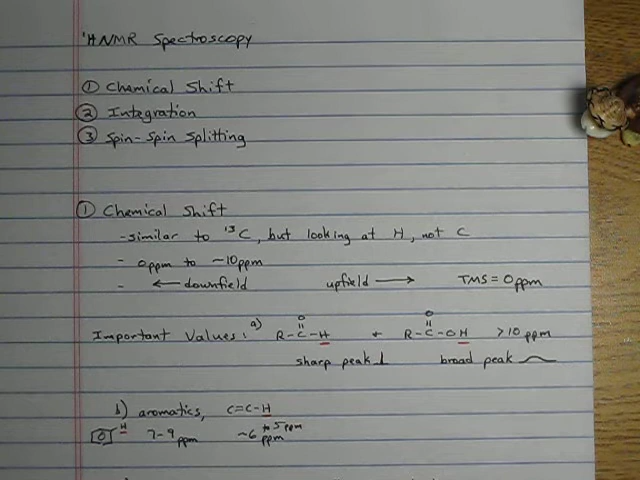 ¹H NMR Spectroscopy
① Chemical Shift
② Integration
③ Spin-Spin Splitting
① Chemical Shift
- similar to ¹³C, but looking at H, not C
- 0ppm to ~10ppm
- ← downfield upfield → TMS = 0ppm
Important Values: a) R-C-H + R-C-OH >10 ppm
O O
sharp peak broad peak
b) aromatics, C=C-H
H 7-9 ppm ~6 to 5 ppm ppm